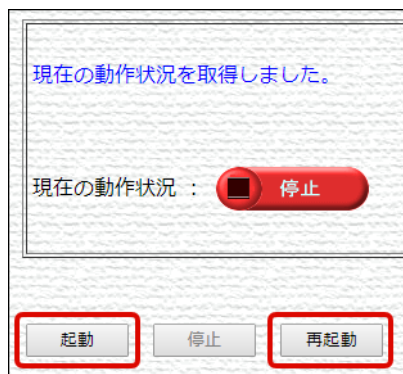 現在の動作状況を取得しました。
現在の動作状況 ： 停止
起動 停止 再起動